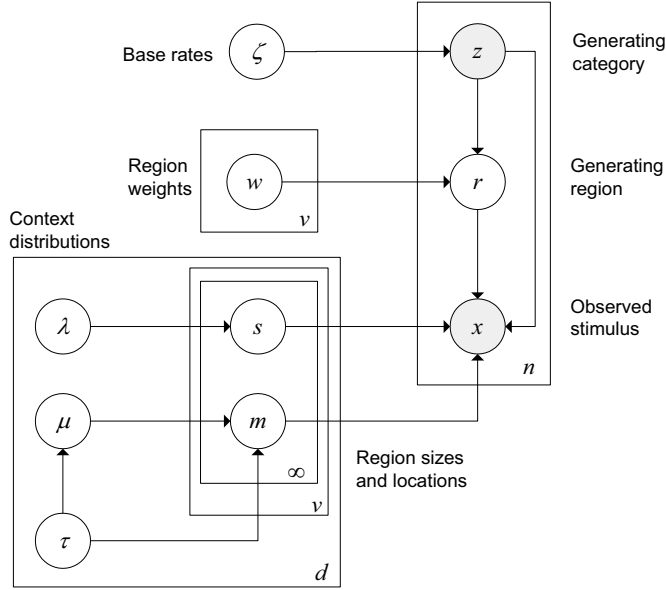 Base rates
ζ
z
Generating
category
Region
weights
w
v
r
Generating
region
Context
distributions
λ
s
x
Observed
stimulus
n
μ
m
∞
v
Region sizes
and locations
τ
d